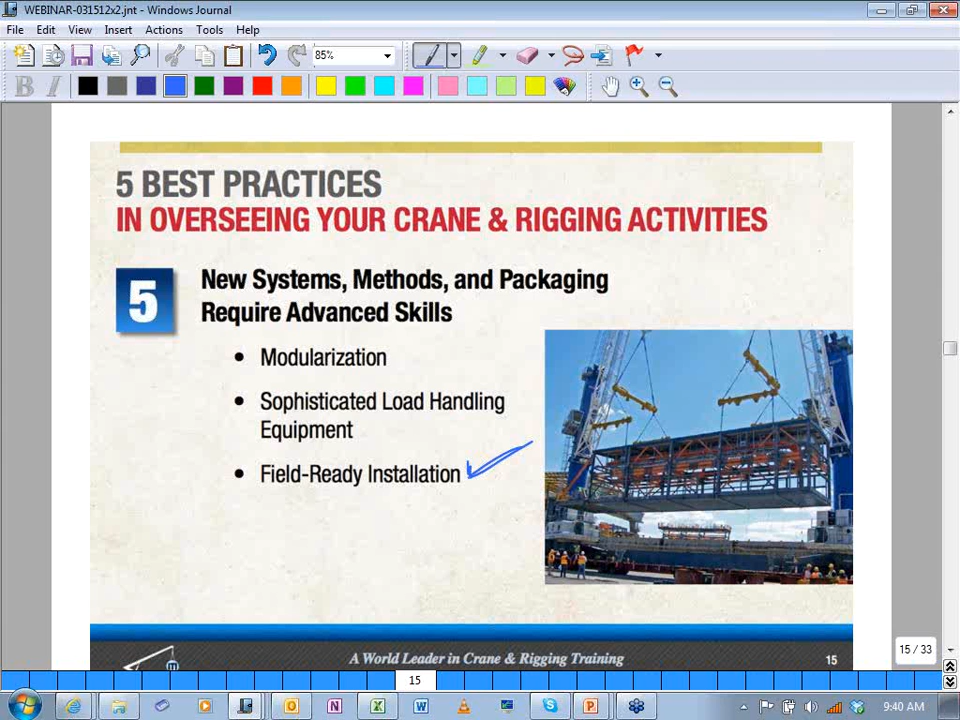 WEBINAR-031512x2.jnt - Windows Journal
File Edit View Insert Actions Tools Help
85%
B I
5 BEST PRACTICES
IN OVERSEEING YOUR CRANE & RIGGING ACTIVITIES
5
New Systems, Methods, and Packaging
Require Advanced Skills
• Modularization
• Sophisticated Load Handling
Equipment
• Field-Ready Installation
A World Leader in Crane & Rigging Training
15
15 / 33
15
9:40 AM